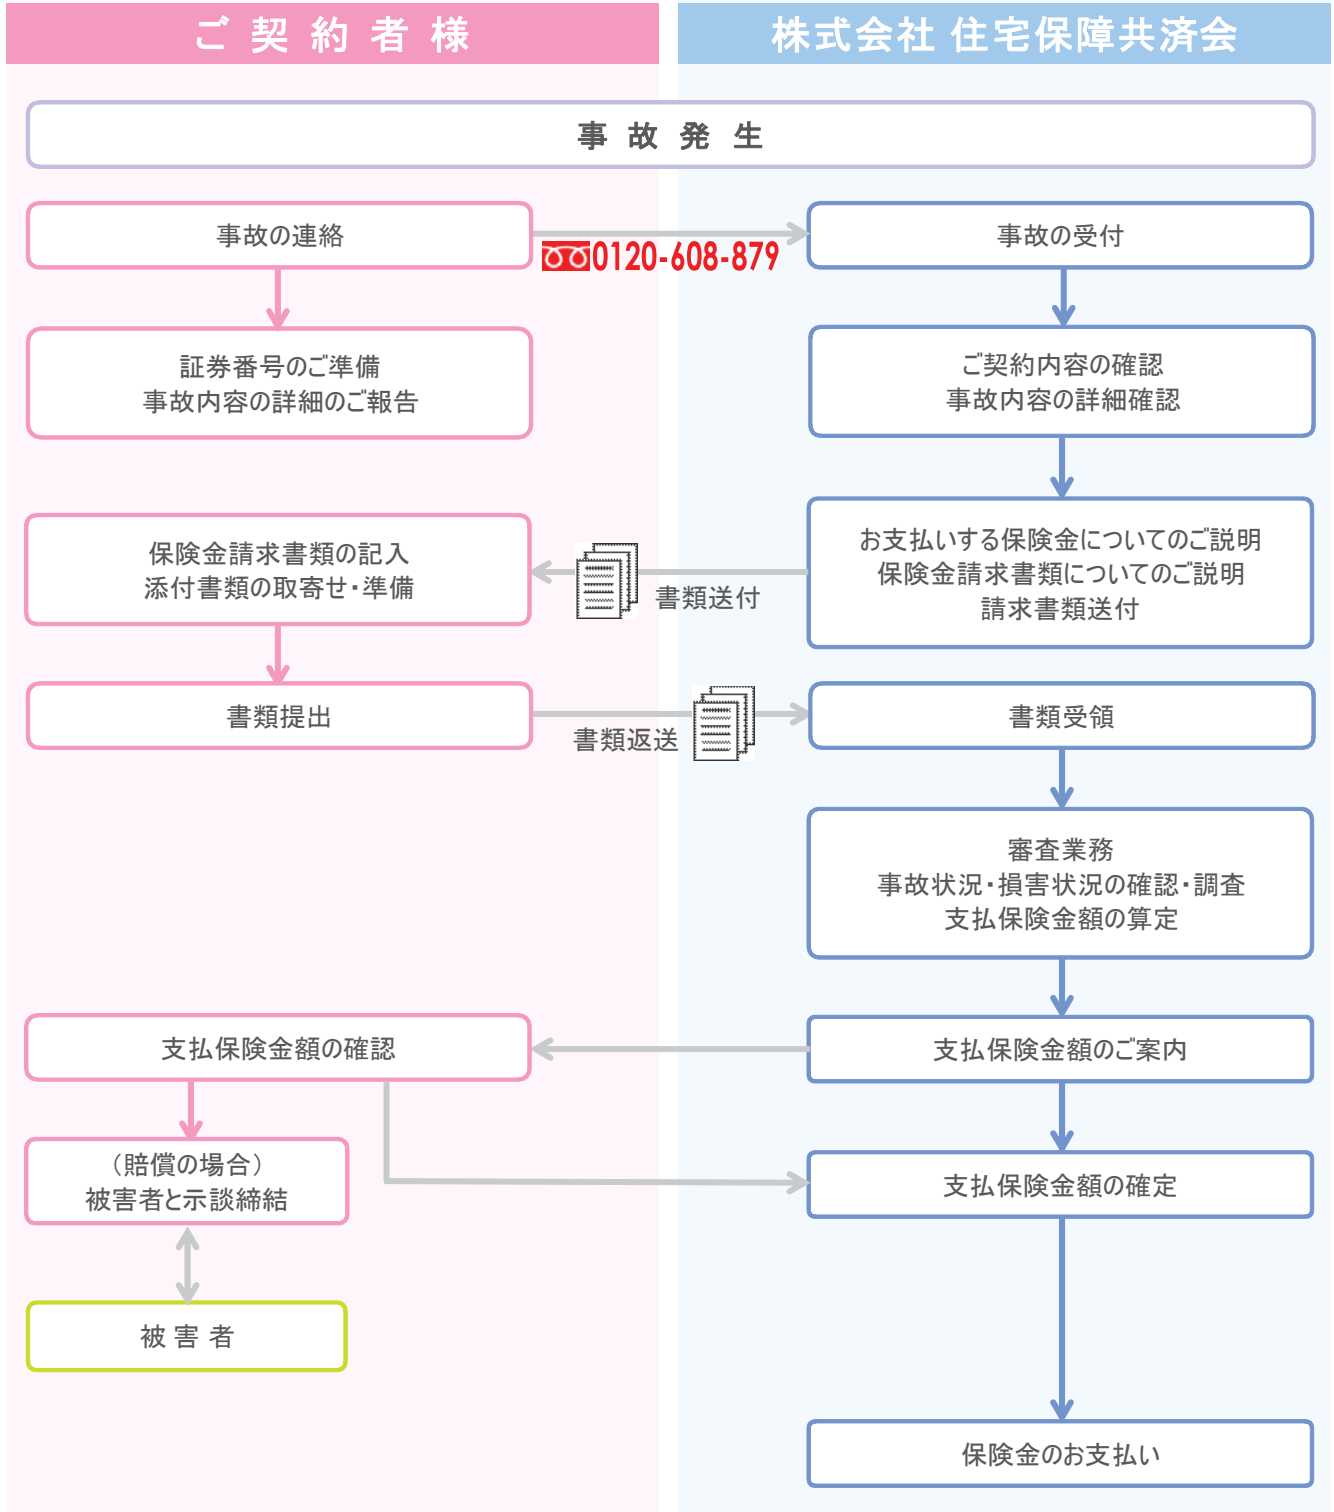 ご契約者様
株式会社 住宅保障共済会
事故発生
事故の連絡
0120-608-879
事故の受付
証券番号のご準備
事故内容の詳細のご報告
ご契約内容の確認
事故内容の詳細確認
保険金請求書類の記入
添付書類の取寄せ・準備
書類送付
お支払いする保険金についてのご説明
保険金請求書類についてのご説明
請求書類送付
書類提出
書類返送
書類受領
審査業務
事故状況・損害状況の確認・調査
支払保険金額の算定
支払保険金額の確認
支払保険金額のご案内
（賠償の場合）
被害者と示談締結
支払保険金額の確定
被害者
保険金のお支払い